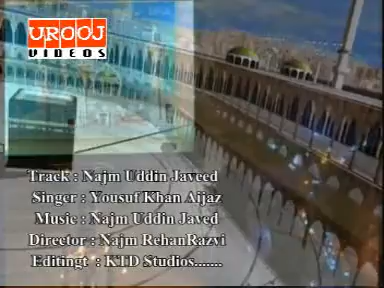 UROOJ
VIDEOS
Track : Najm Uddin Javeed
Singer : Yousuf Khan Aijaz
Music : Najm Uddin Javed
Director : Najm RehanRazvi
Editingt : KTD Studios.......